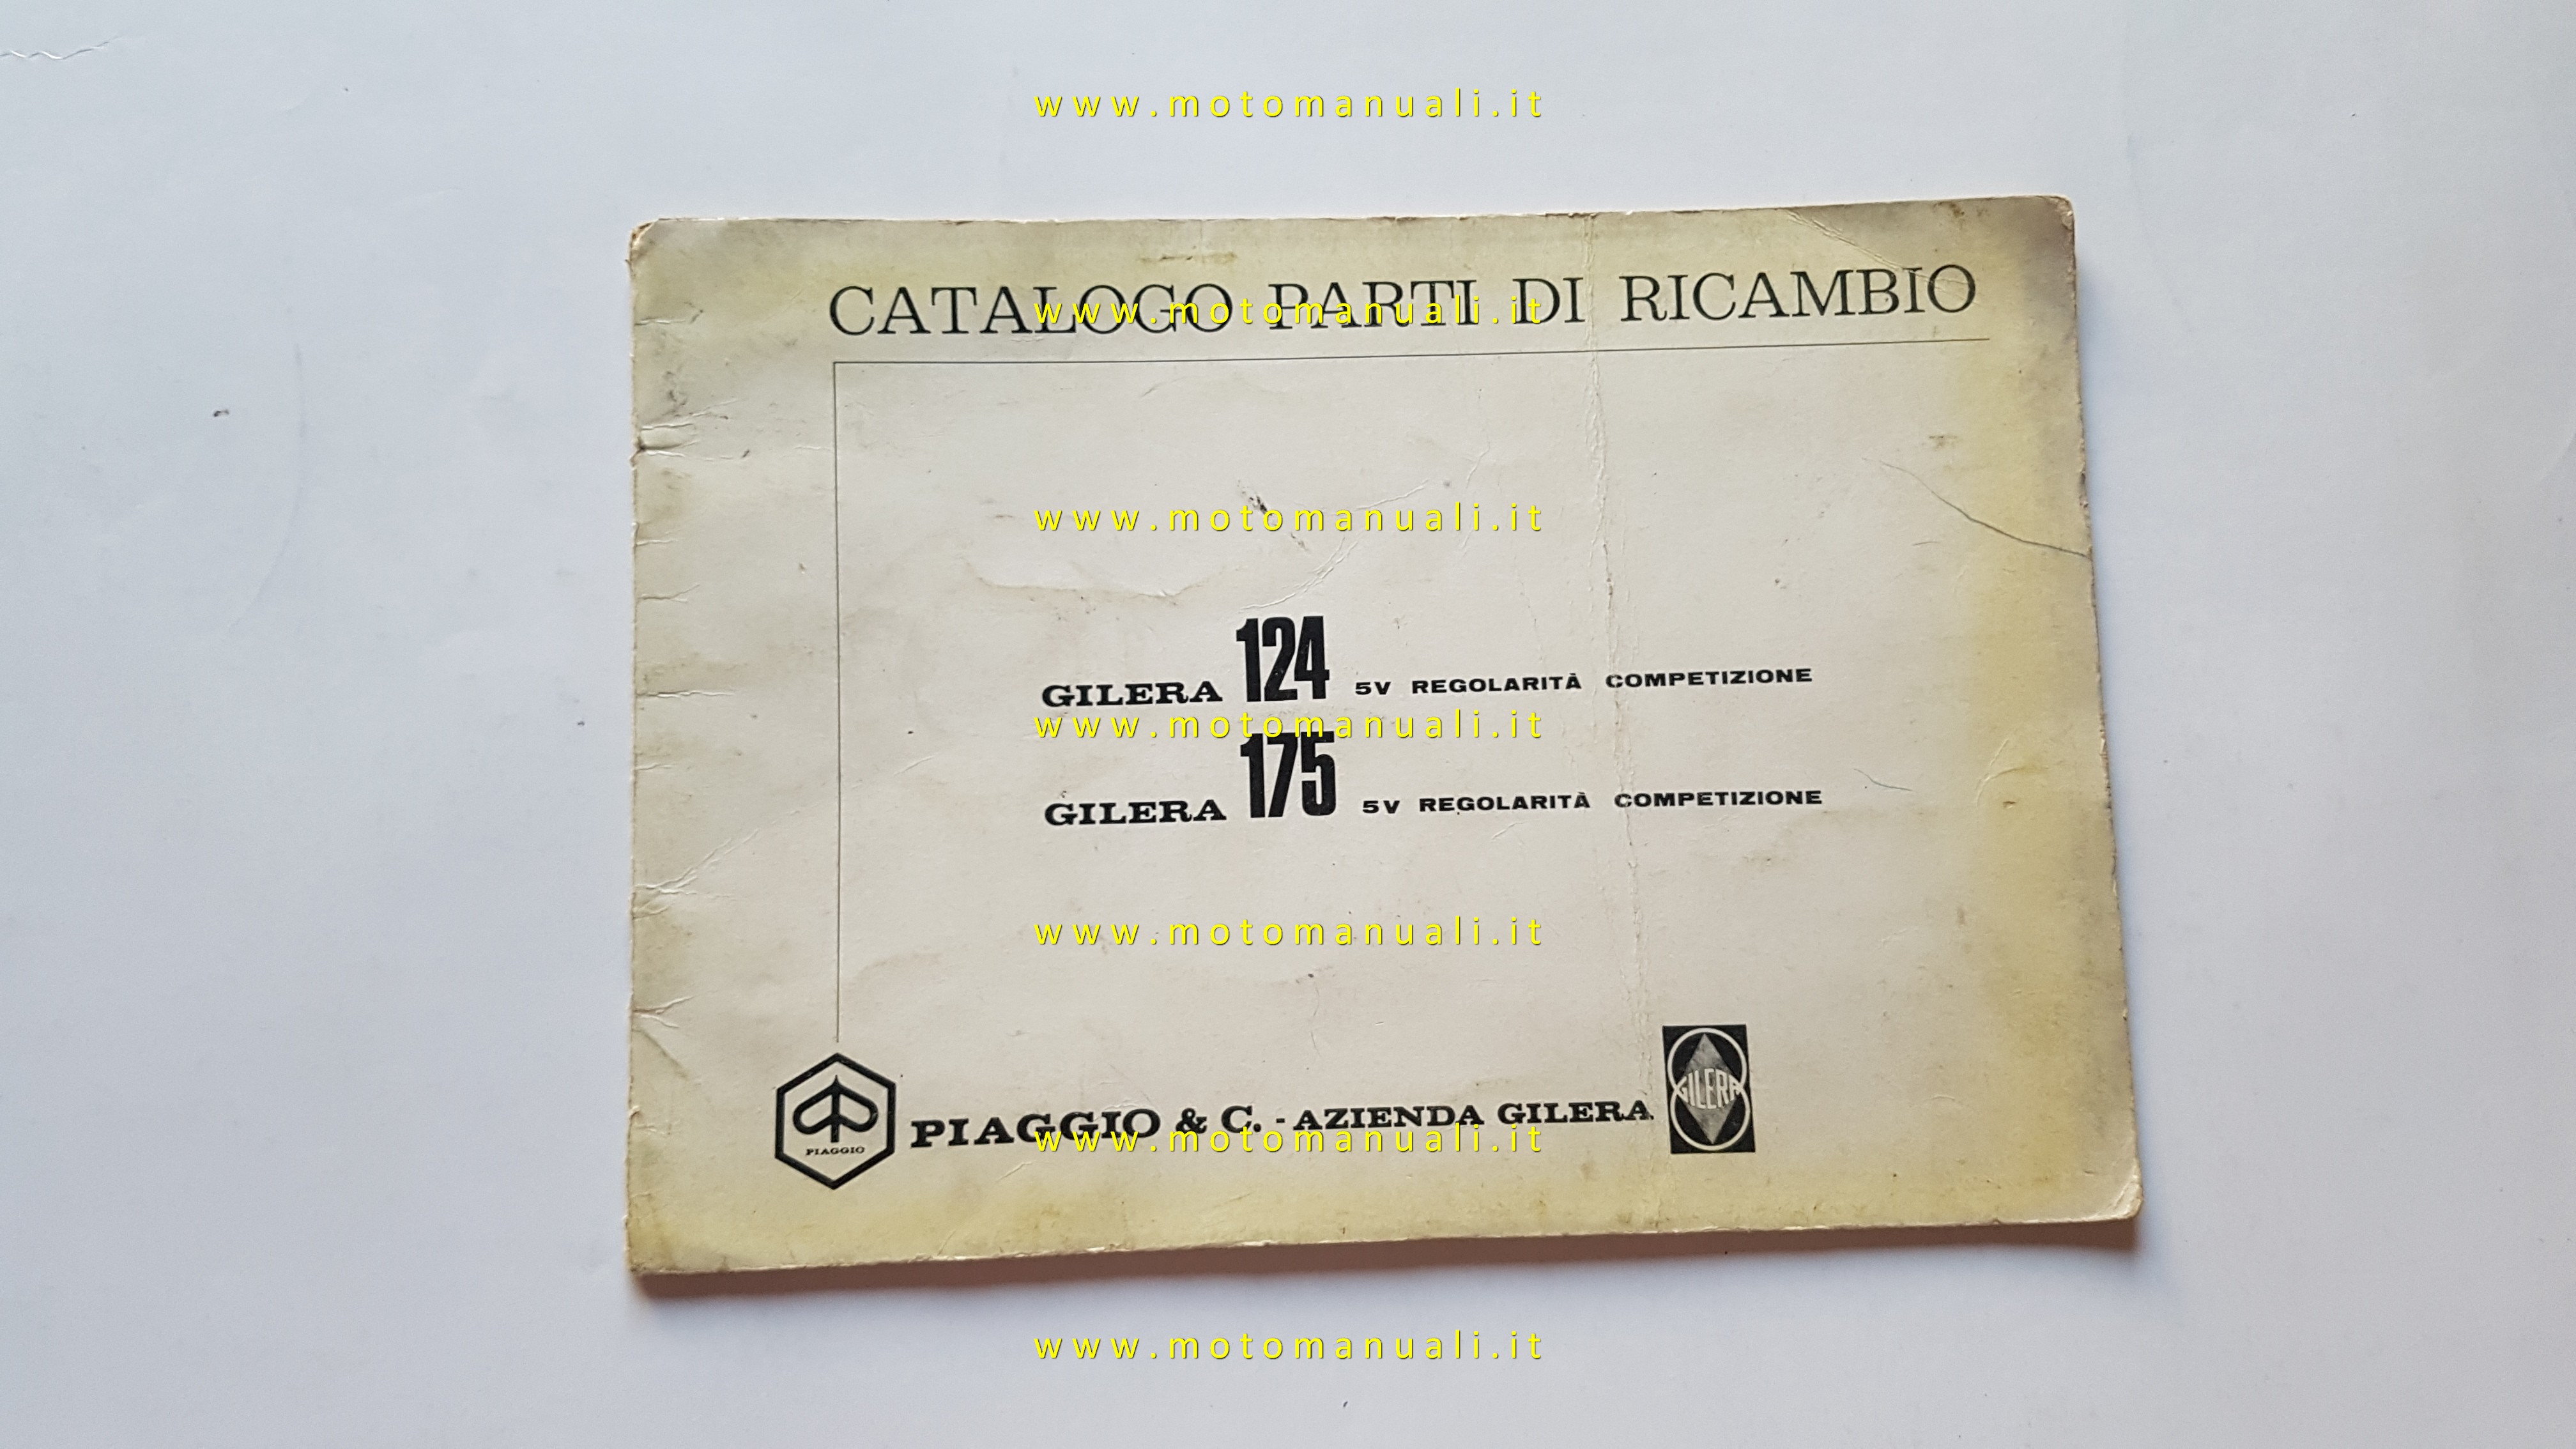 www.motomanuali.it
CATALOGO PARTI DI RICAMBIO
www.motomanuali.it
www.motomanuali.it
GILERA 124 5V REGOLARITÀ COMPETIZIONE
www.motomanuali.it
GILERA 175 5V REGOLARITÀ COMPETIZIONE
www.motomanuali.it
PIAGGIO
PIAGGIO & C. - AZIENDA GILERA
GILERA
www.motomanuali.it
www.motomanuali.it